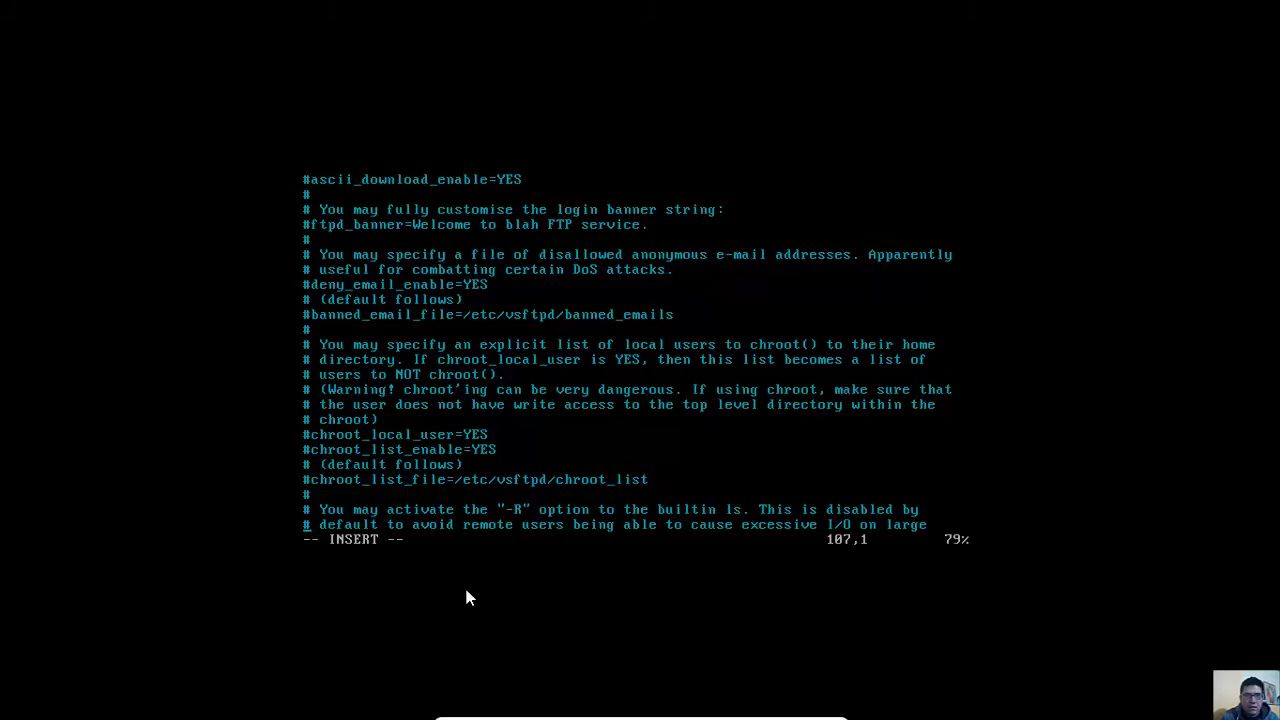 #ascii_download_enable=YES
#
# You may fully customise the login banner string:
#ftpd_banner=Welcome to blah FTP service.
#
# You may specify a file of disallowed anonymous e-mail addresses. Apparently
# useful for combatting certain DoS attacks.
#deny_email_enable=YES
# (default follows)
#banned_email_file=/etc/vsftpd/banned_emails
#
# You may specify an explicit list of local users to chroot() to their home
# directory. If chroot_local_user is YES, then this list becomes a list of
# users to NOT chroot().
# (Warning! chroot'ing can be very dangerous. If using chroot, make sure that
# the user does not have write access to the top level directory within the
# chroot)
#chroot_local_user=YES
#chroot_list_enable=YES
# (default follows)
#chroot_list_file=/etc/vsftpd/chroot_list
#
# You may activate the "-R" option to the builtin ls. This is disabled by
# default to avoid remote users being able to cause excessive I/O on large
-- INSERT -- 107,1 79%